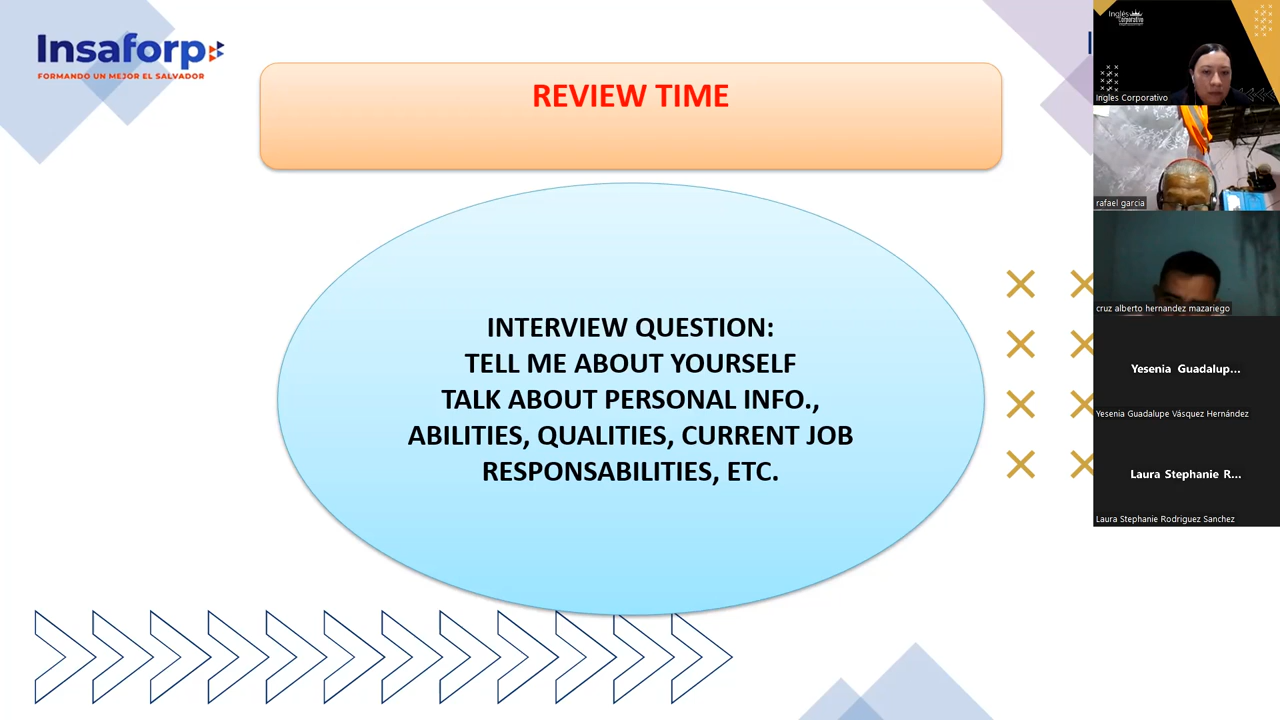 Insaforp
FORMANDO UN MEJOR EL SALVADOR
REVIEW TIME
INTERVIEW QUESTION:
TELL ME ABOUT YOURSELF
TALK ABOUT PERSONAL INFO.,
ABILITIES, QUALITIES, CURRENT JOB
RESPONSABILITIES, ETC.
Inglés
Corporativo
Ingles Corporativo
rafael garcia
cruz alberto hernandez mazariego
Yesenia Guadalup...
Yesenia Guadalupe Vásquez Hernández
Laura Stephanie R...
Laura Stephanie Rodriguez Sanchez